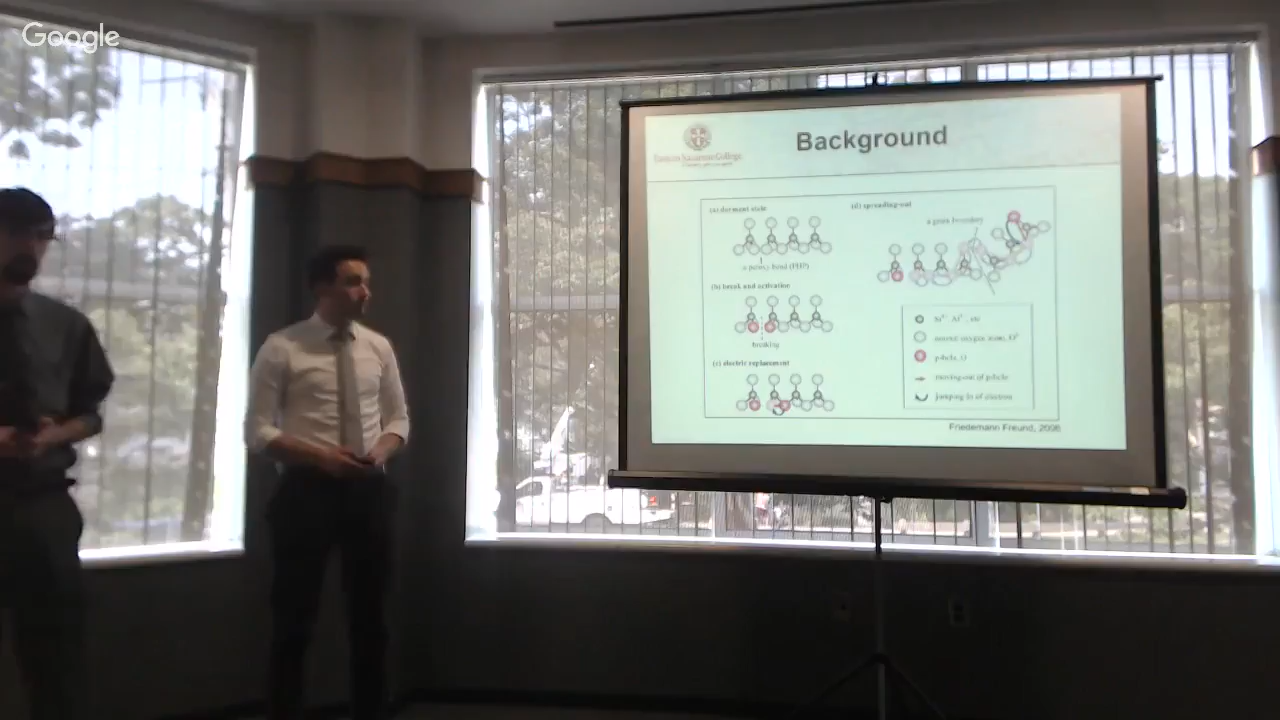 Google
Background
(a) dormant state
a peroxy bond (PHP)
(b) break and activation
breaking
(c) electric replacement
(d) spreading-out
a grain boundary
moving-out of p-hole
jumping in of electron
Friedemann Freund, 2006